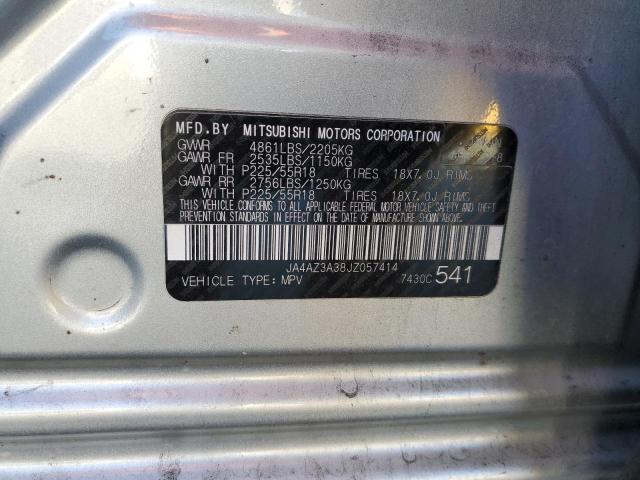 MFD.BY MITSUBISHI MOTORS CORPORATION
GVWR 4861LBS/2205KG
GAWR FR 2535LBS/1150KG
WITH P225/55R18 TIRES 18X7.0J RIMS
GAWR RR 2756LBS/1250KG
WITH P225/55R18 TIRES 18X7.0J RIMS
THIS VEHICLE CONFORMS TO ALL APPLICABLE FEDERAL MOTOR VEHICLE SAFETY AND THEFT
PREVENTION STANDARDS IN EFFECT ON THE DATE OF MANUFACTURE SHOWN ABOVE.
JA4AZ3A38JZ057414
VEHICLE TYPE: MPV 7430C 541